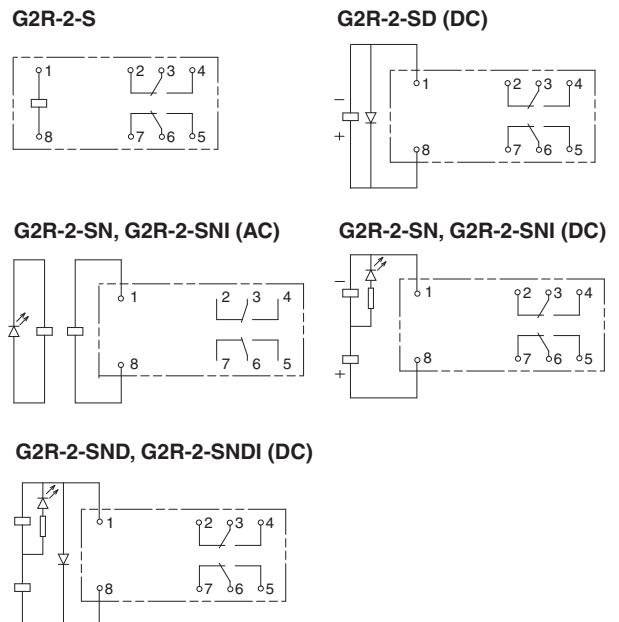 G2R-2-S
1 2 3 4
8 7 6 5
G2R-2-SD (DC)
– 1 2 3 4
+ 8 7 6 5
G2R-2-SN, G2R-2-SNI (AC)
1 2 3 4
8 7 6 5
G2R-2-SN, G2R-2-SNI (DC)
– 1 2 3 4
+ 8 7 6 5
G2R-2-SND, G2R-2-SNDI (DC)
1 2 3 4
8 7 6 5